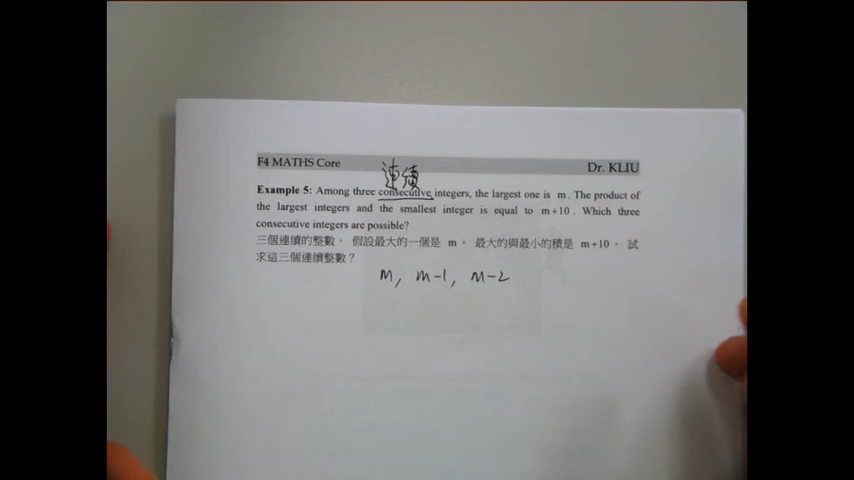 F4 MATHS Core Dr. KLIU
連續
Example 5: Among three consecutive integers, the largest one is m. The product of
the largest integers and the smallest integer is equal to m+10. Which three
consecutive integers are possible?
三個連續的整數， 假設最大的一個是 m， 最大的與最小的積是 m+10。 試
求這三個連續整數？
m, m-1, m-2